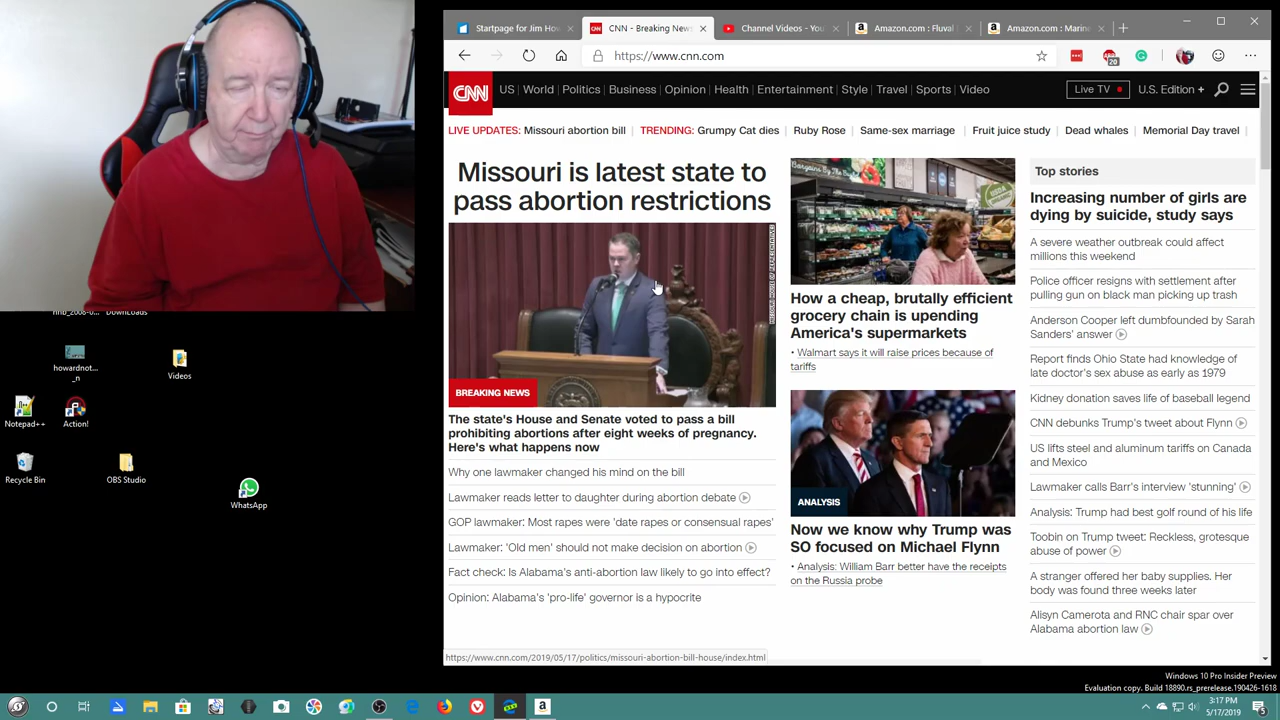 Startpage for Jim How
CNN - Breaking News
Channel Videos - You
Amazon.com : Fluval
Amazon.com : Marine
https://www.cnn.com
20
CNN
US
World
Politics
Business
Opinion
Health
Entertainment
Style
Travel
Sports
Video
Live TV
U.S. Edition +
LIVE UPDATES: Missouri abortion bill
TRENDING: Grumpy Cat dies
Ruby Rose
Same-sex marriage
Fruit juice study
Dead whales
Memorial Day travel
Missouri is latest state to
pass abortion restrictions
BREAKING NEWS
The state's House and Senate voted to pass a bill
prohibiting abortions after eight weeks of pregnancy.
Here's what happens now
Why one lawmaker changed his mind on the bill
Lawmaker reads letter to daughter during abortion debate
GOP lawmaker: Most rapes were 'date rapes or consensual rapes'
Lawmaker: 'Old men' should not make decision on abortion
Fact check: Is Alabama's anti-abortion law likely to go into effect?
Opinion: Alabama's 'pro-life' governor is a hypocrite
How a cheap, brutally efficient
grocery chain is upending
America's supermarkets
• Walmart says it will raise prices because of
tariffs
ANALYSIS
Now we know why Trump was
SO focused on Michael Flynn
• Analysis: William Barr better have the receipts
on the Russia probe
Top stories
Increasing number of girls are
dying by suicide, study says
A severe weather outbreak could affect
millions this weekend
Police officer resigns with settlement after
pulling gun on black man picking up trash
Anderson Cooper left dumbfounded by Sarah
Sanders' answer
Report finds Ohio State had knowledge of
late doctor's sex abuse as early as 1979
Kidney donation saves life of baseball legend
CNN debunks Trump's tweet about Flynn
US lifts steel and aluminum tariffs on Canada
and Mexico
Lawmaker calls Barr's interview 'stunning'
Analysis: Trump had best golf round of his life
Toobin on Trump tweet: Reckless, grotesque
abuse of power
A stranger offered her baby supplies. Her
body was found three weeks later
Alisyn Camerota and RNC chair spar over
Alabama abortion law
https://www.cnn.com/2019/05/17/politics/missouri-abortion-bill-house/index.html
howardnot...
_n
Videos
Notepad++
Action!
Recycle Bin
OBS Studio
WhatsApp
Windows 10 Pro Insider Preview
Evaluation copy. Build 18890.rs_prerelease.190426-1618
3:17 PM
5/17/2019
5